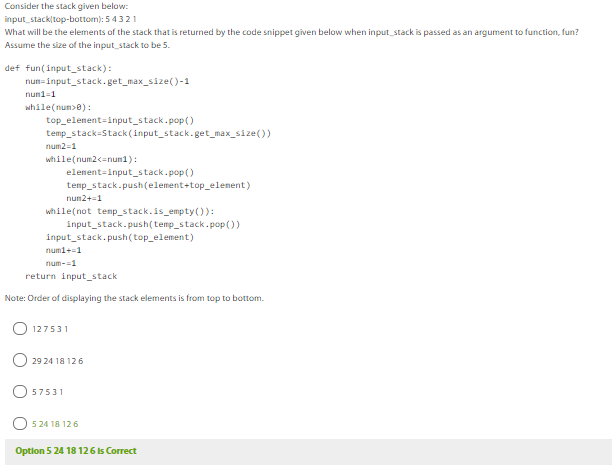 Consider the stack given below:
input_stack(top-bottom): 5 4 3 2 1
What will be the elements of the stack that is returned by the code snippet given below when input_stack is passed as an argument to function, fun?
Assume the size of the input_stack to be 5.
def fun(input_stack):
    num=input_stack.get_max_size()-1
    num1=1
    while(num>0):
        top_element=input_stack.pop()
        temp_stack=Stack(input_stack.get_max_size())
        num2=1
        while(num2<=num1):
            element=input_stack.pop()
            temp_stack.push(element+top_element)
            num2+=1
        while(not temp_stack.is_empty()):
            input_stack.push(temp_stack.pop())
        input_stack.push(top_element)
        num1+=1
        num-=1
    return input_stack
Note: Order of displaying the stack elements is from top to bottom.
12 7 5 3 1
29 24 18 12 6
5 7 5 3 1
5 24 18 12 6
Option 5 24 18 12 6 is Correct